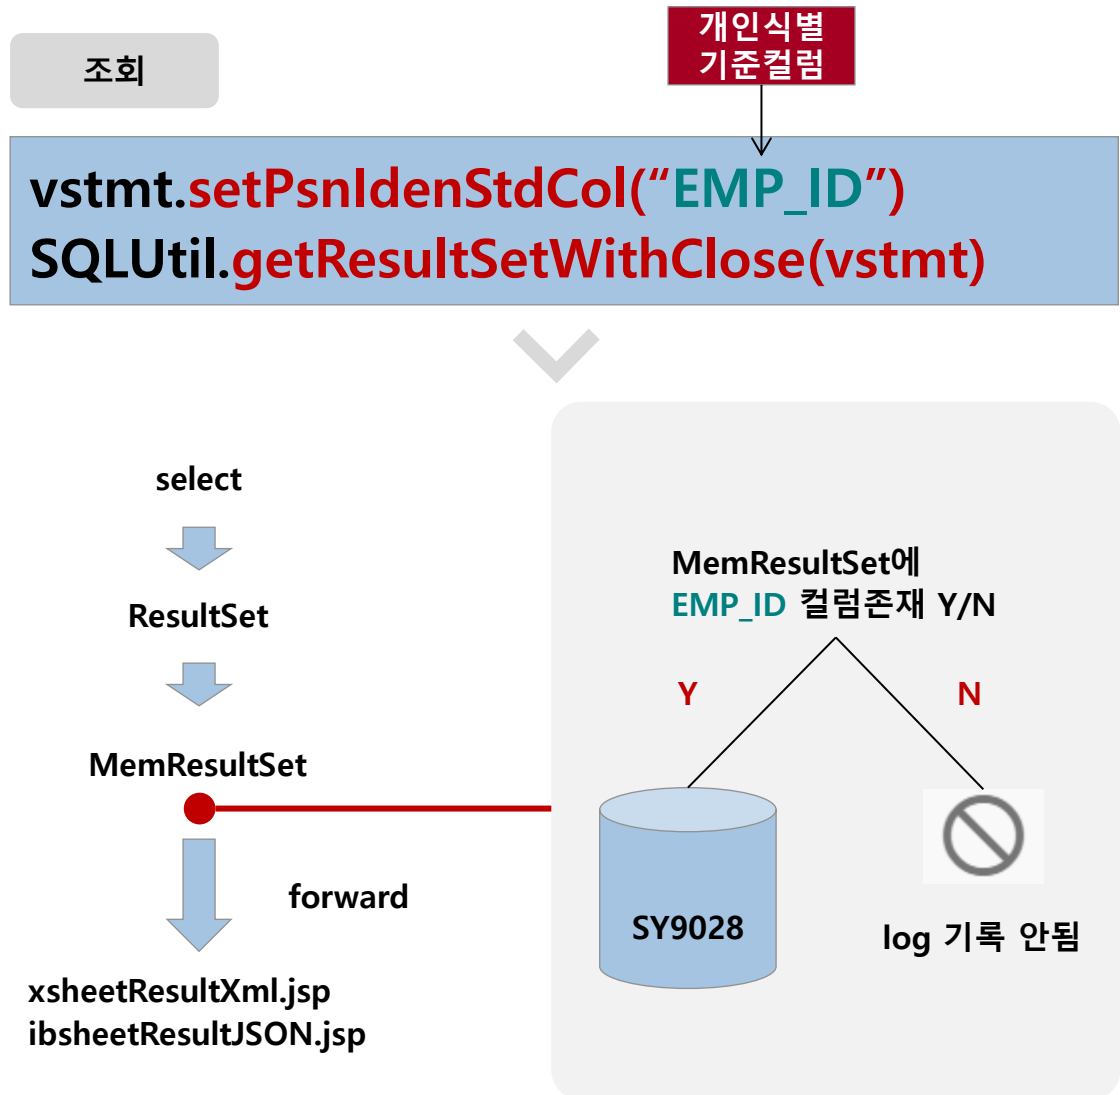 개인식별
기준컬럼
조회
vstmt.setPsnIdenStdCol(“EMP_ID”)
SQLUtil.getResultSetWithClose(vstmt)
select
ResultSet
MemResultSet
forward
xsheetResultXml.jsp
ibsheetResultJSON.jsp
MemResultSet에
EMP_ID 컬럼존재 Y/N
Y
N
SY9028
log 기록 안됨